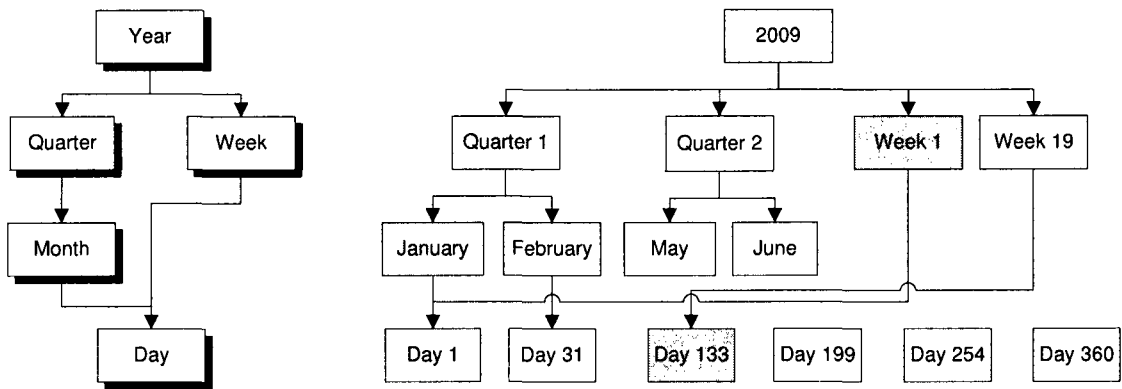 Year
2009
Quarter
Week
Quarter 1
Quarter 2
Week 1
Week 19
Month
January
February
May
June
Day
Day 1
Day 31
Day 133
Day 199
Day 254
Day 360